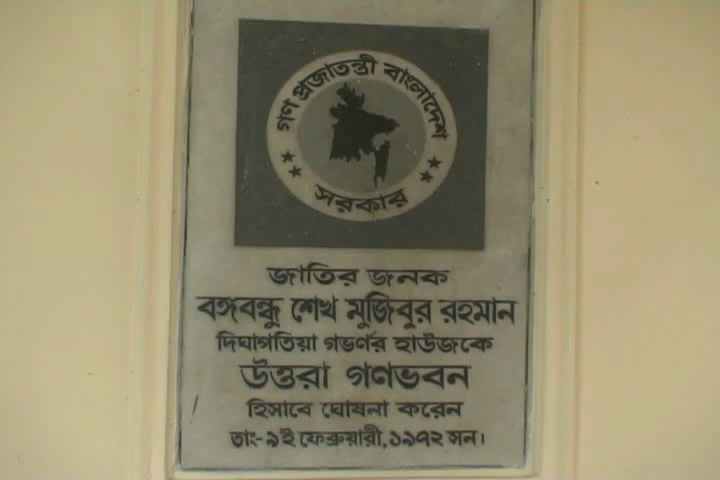 গণ প্রজাতন্ত্রী বাংলাদেশ
সরকার
জাতির জনক
বঙ্গবন্ধু শেখ মুজিবুর রহমান
দিঘাপতিয়া গভর্ণর হাউজকে
উত্তরা গণভবন
হিসাবে ঘোষনা করেন
তাং-৯ই ফেব্রুয়ারী,১৯৭২ সন।